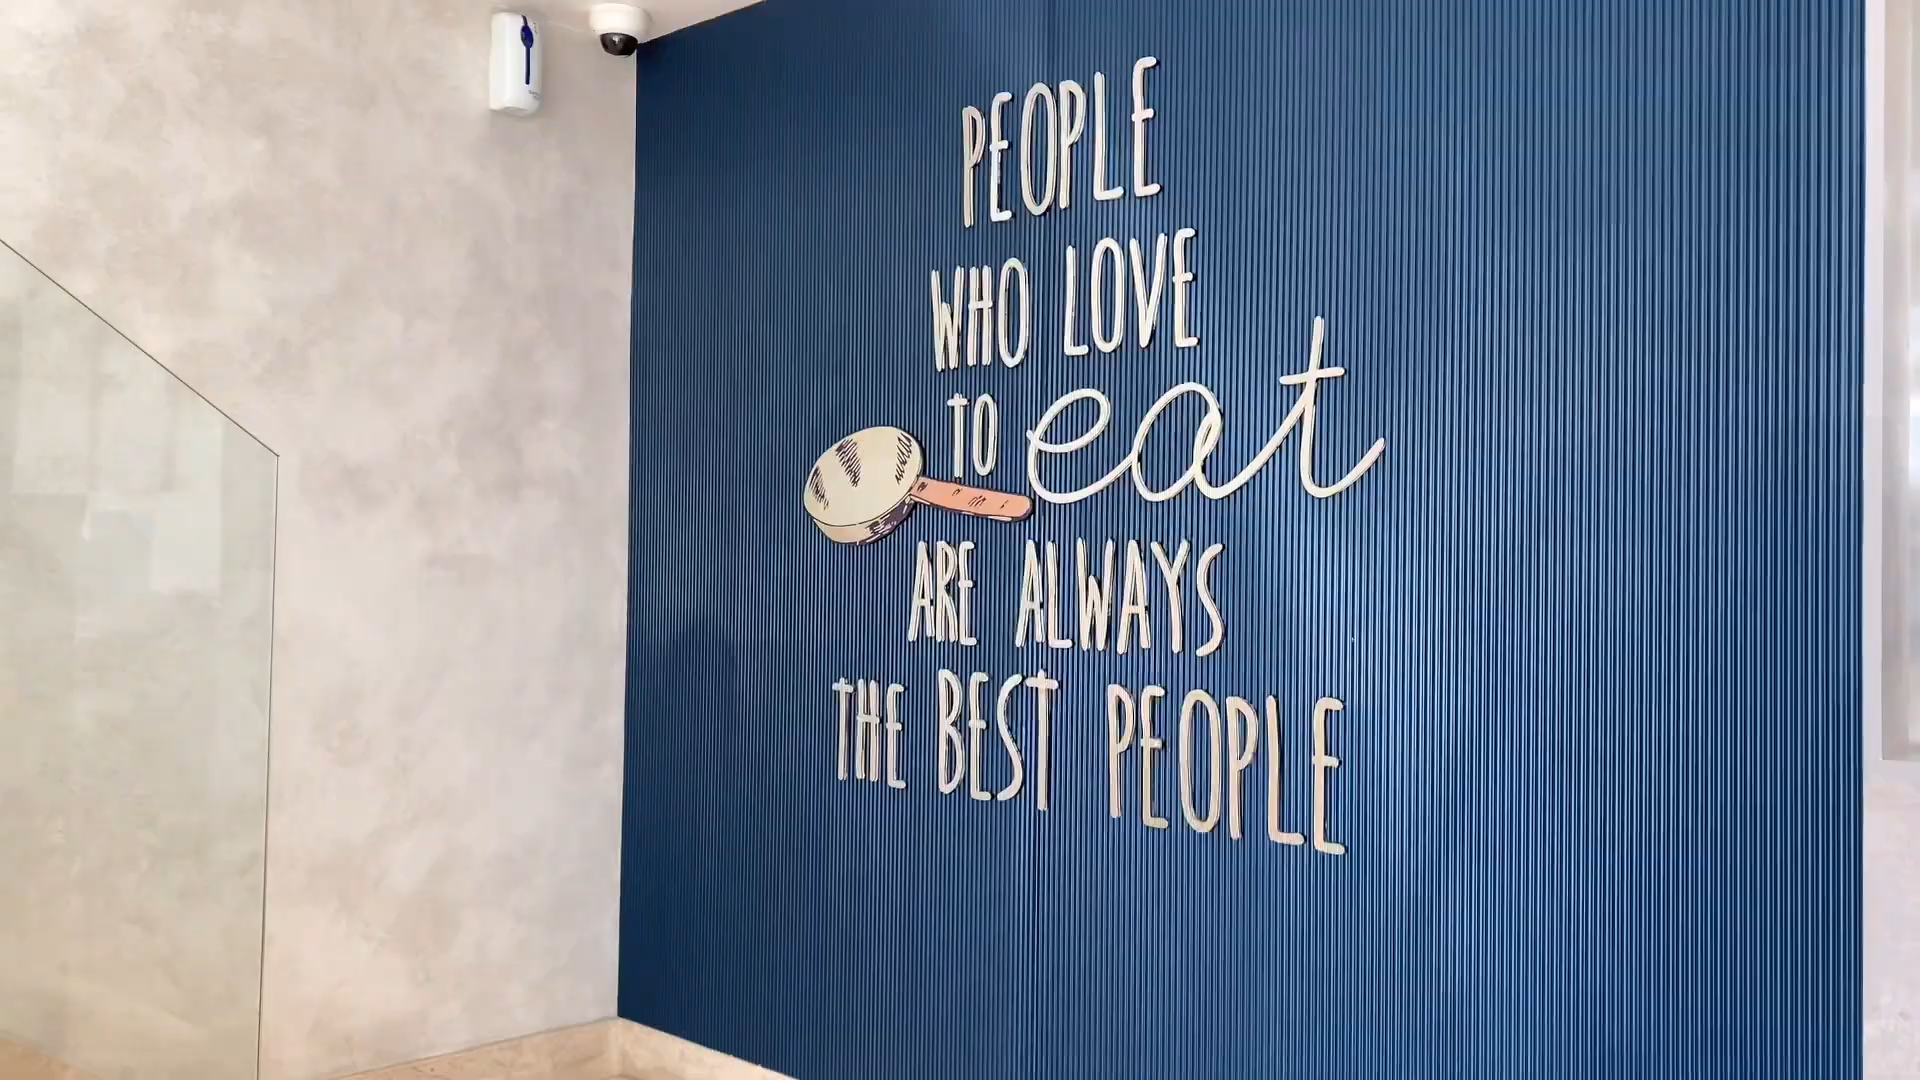 PEOPLE
WHO LOVE
TO eat
ARE ALWAYS
THE BEST PEOPLE